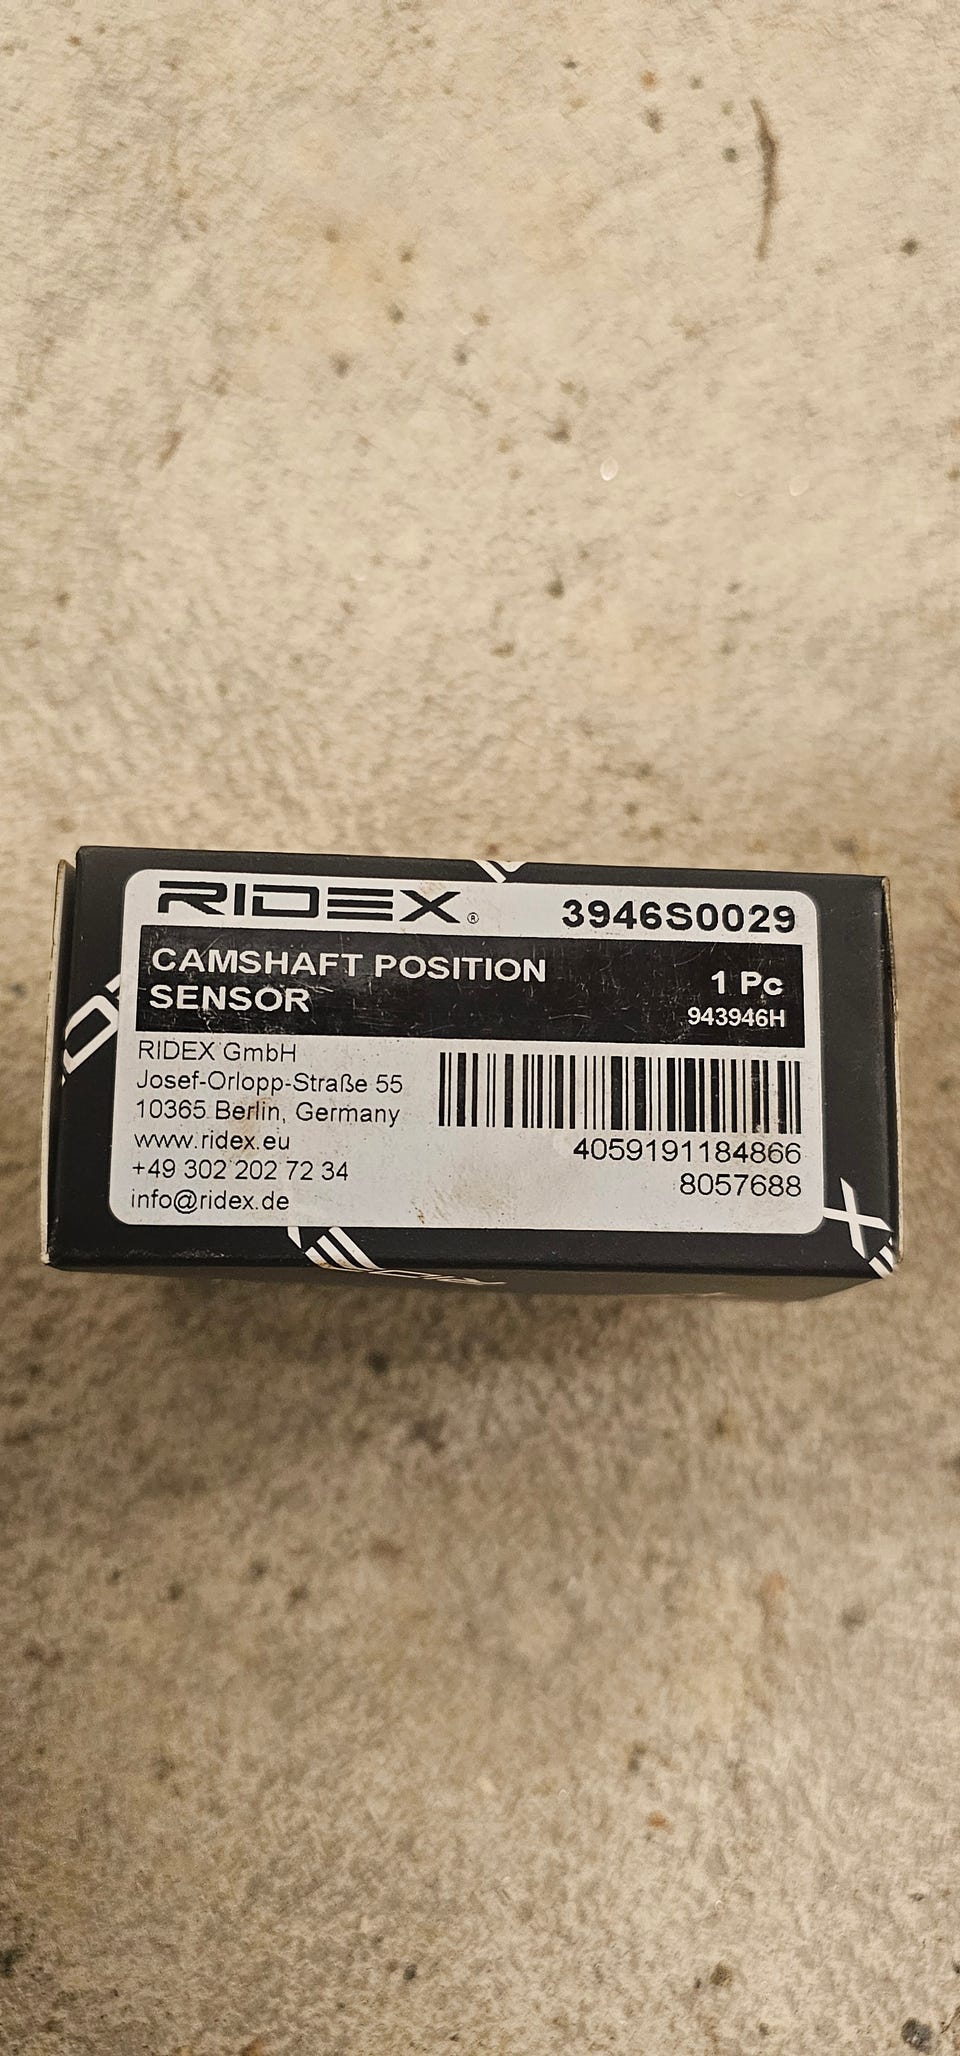 RIDEX®
3946S0029
CAMSHAFT POSITION
SENSOR
1 Pc
943946H
RIDEX GmbH
Josef-Orlopp-Straße 55
10365 Berlin, Germany
www.ridex.eu
+49 302 202 72 34
info@ridex.de
4059191184866
8057688